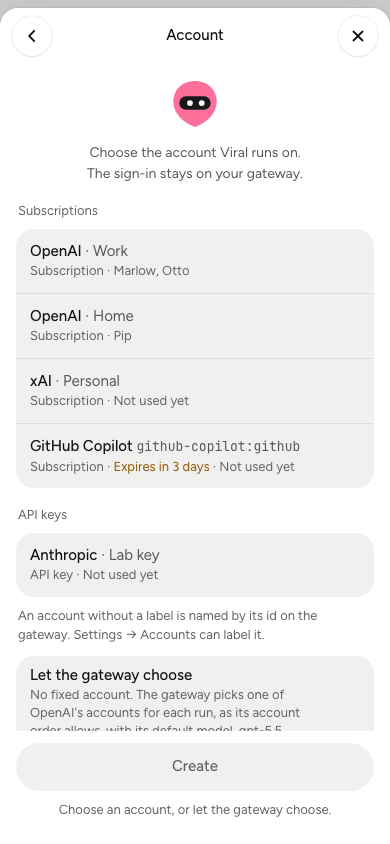 Account
Choose the account Viral runs on.
The sign-in stays on your gateway.
Subscriptions
OpenAI · Work
Subscription · Marlow, Otto
OpenAI · Home
Subscription · Pip
xAI · Personal
Subscription · Not used yet
GitHub Copilot github-copilot:github
Subscription · Expires in 3 days · Not used yet
API keys
Anthropic · Lab key
API key · Not used yet
An account without a label is named by its id on the
gateway. Settings → Accounts can label it.
Let the gateway choose
No fixed account. The gateway picks one of
OpenAI's accounts for each run, as its account
order allows, with its default model, gpt-5.5
Create
Choose an account, or let the gateway choose.